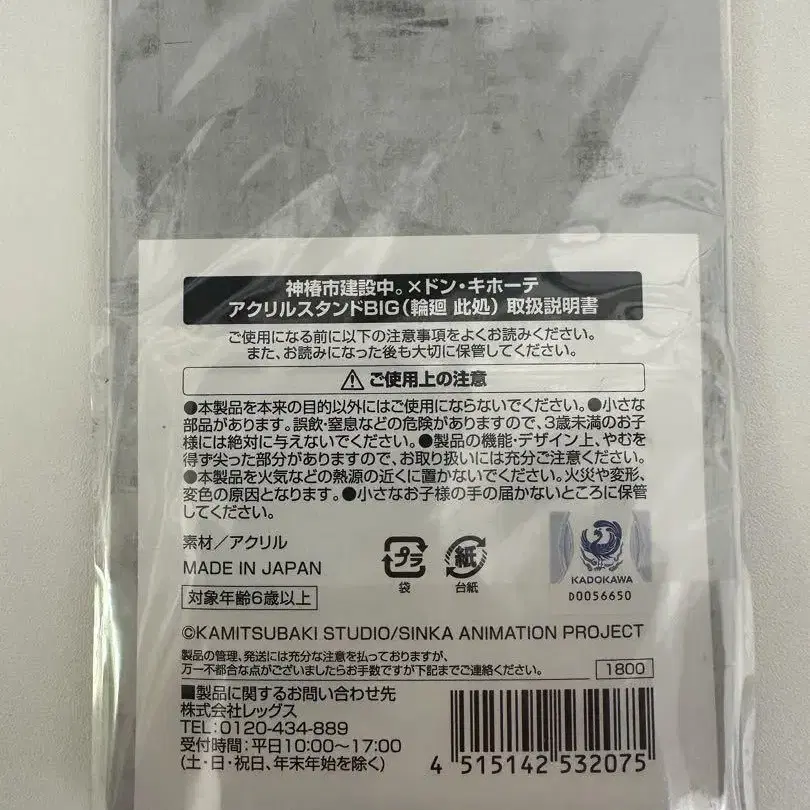 神椿市建設中。×ドン・キホーテ
アクリルスタンドBIG(輪廻 此処) 取扱説明書
ご使用になる前に以下の注意事項をよくお読みください。
また、お読みになった後も大切に保管してください。
ご使用上の注意
●本製品を本来の目的以外にはご使用にならないでください。●小さな
部品があります。誤飲・窒息などの危険がありますので、3歳未満のお子
様には絶対に与えないでください。●製品の機能・デザイン上、やむを
得ず尖った部分がありますので、お取り扱いには充分ご注意ください。
●本製品を火気などの熱源の近くに置かないでください。火災や変形、
変色の原因となります。●小さなお子様の手の届かないところに保管
してください。
素材/アクリル
MADE IN JAPAN
対象年齢6歳以上
プラ
袋
紙
台紙
KADOKAWA
D0056650
©KAMITSUBAKI STUDIO/SINKA ANIMATION PROJECT
製品の管理、発送には充分な注意を払っておりますが、
万一不都合な点がございましたらお手数ですが下記までご連絡ください。
1800
■製品に関するお問い合わせ先
株式会社レッグス
TEL:0120-434-889
受付時間:平日10:00〜17:00
(土・日・祝日、年末年始を除く)
4 515142 532075